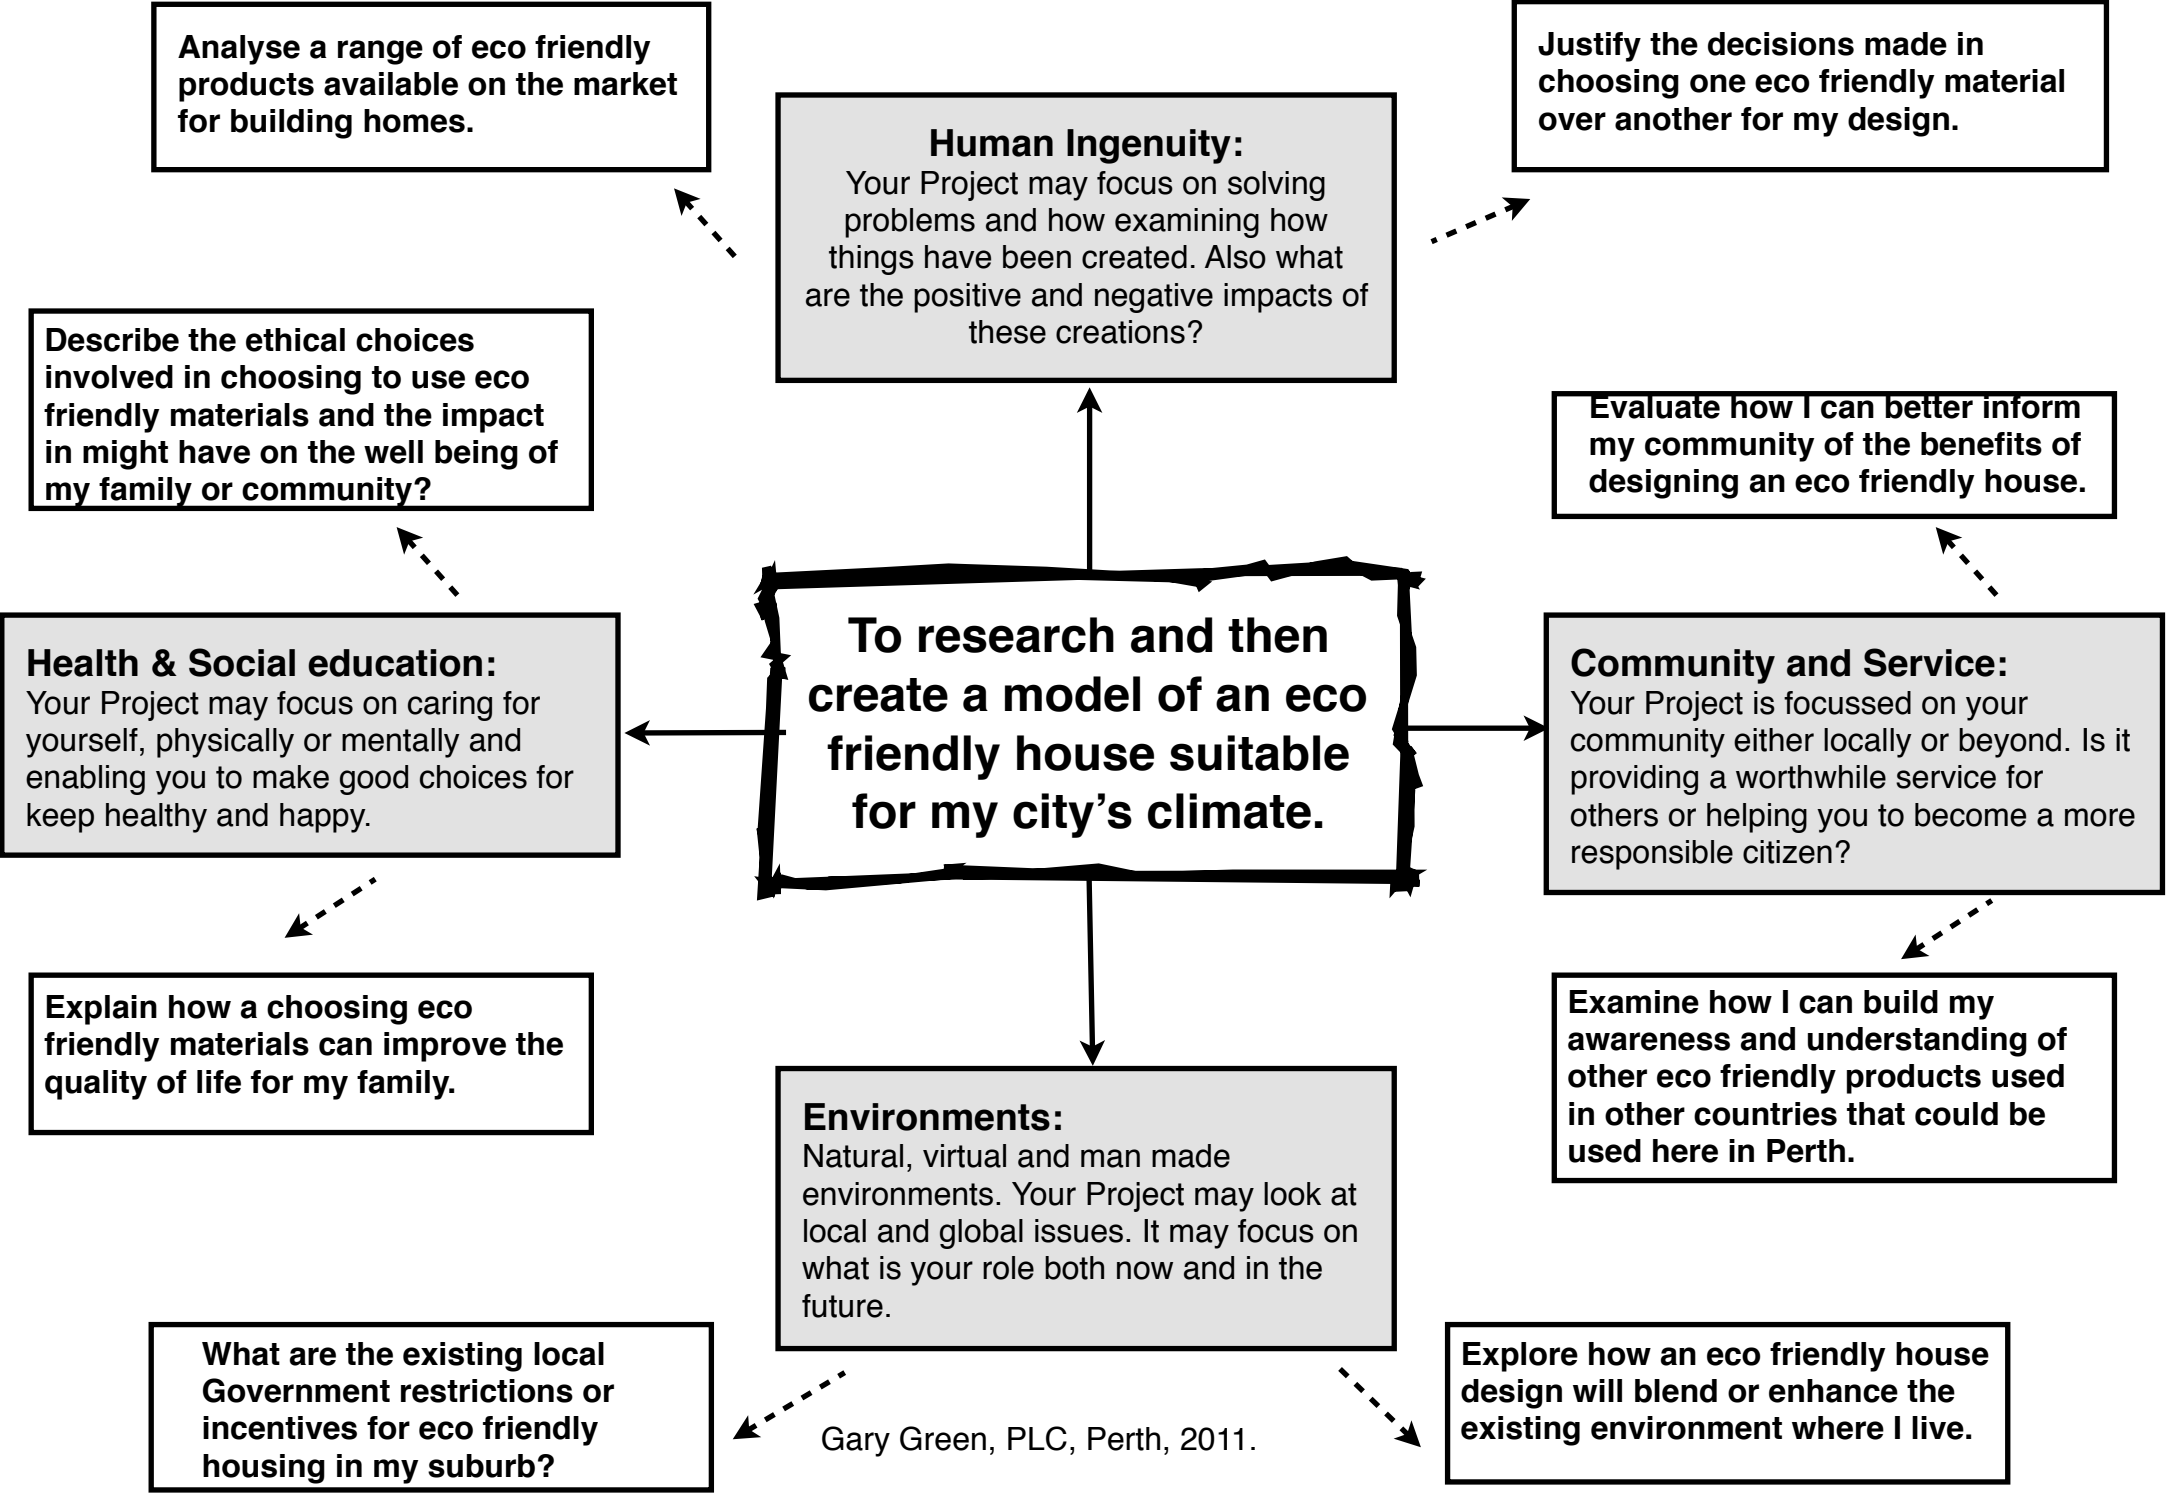 Analyse a range of eco friendly
products available on the market
for building homes.
Justify the decisions made in
choosing one eco friendly material
over another for my design.
Human Ingenuity:
Your Project may focus on solving
problems and how examining how
things have been created. Also what
are the positive and negative impacts of
these creations?
Describe the ethical choices
involved in choosing to use eco
friendly materials and the impact
in might have on the well being of
my family or community?
Evaluate how I can better inform
my community of the benefits of
designing an eco friendly house.
Health & Social education:
Your Project may focus on caring for
yourself, physically or mentally and
enabling you to make good choices for
keep healthy and happy.
To research and then
create a model of an eco
friendly house suitable
for my city’s climate.
Community and Service:
Your Project is focussed on your
community either locally or beyond. Is it
providing a worthwhile service for
others or helping you to become a more
responsible citizen?
Explain how a choosing eco
friendly materials can improve the
quality of life for my family.
Examine how I can build my
awareness and understanding of
other eco friendly products used
in other countries that could be
used here in Perth.
Environments:
Natural, virtual and man made
environments. Your Project may look at
local and global issues. It may focus on
what is your role both now and in the
future.
What are the existing local
Government restrictions or
incentives for eco friendly
housing in my suburb?
Explore how an eco friendly house
design will blend or enhance the
existing environment where I live.
Gary Green, PLC, Perth, 2011.